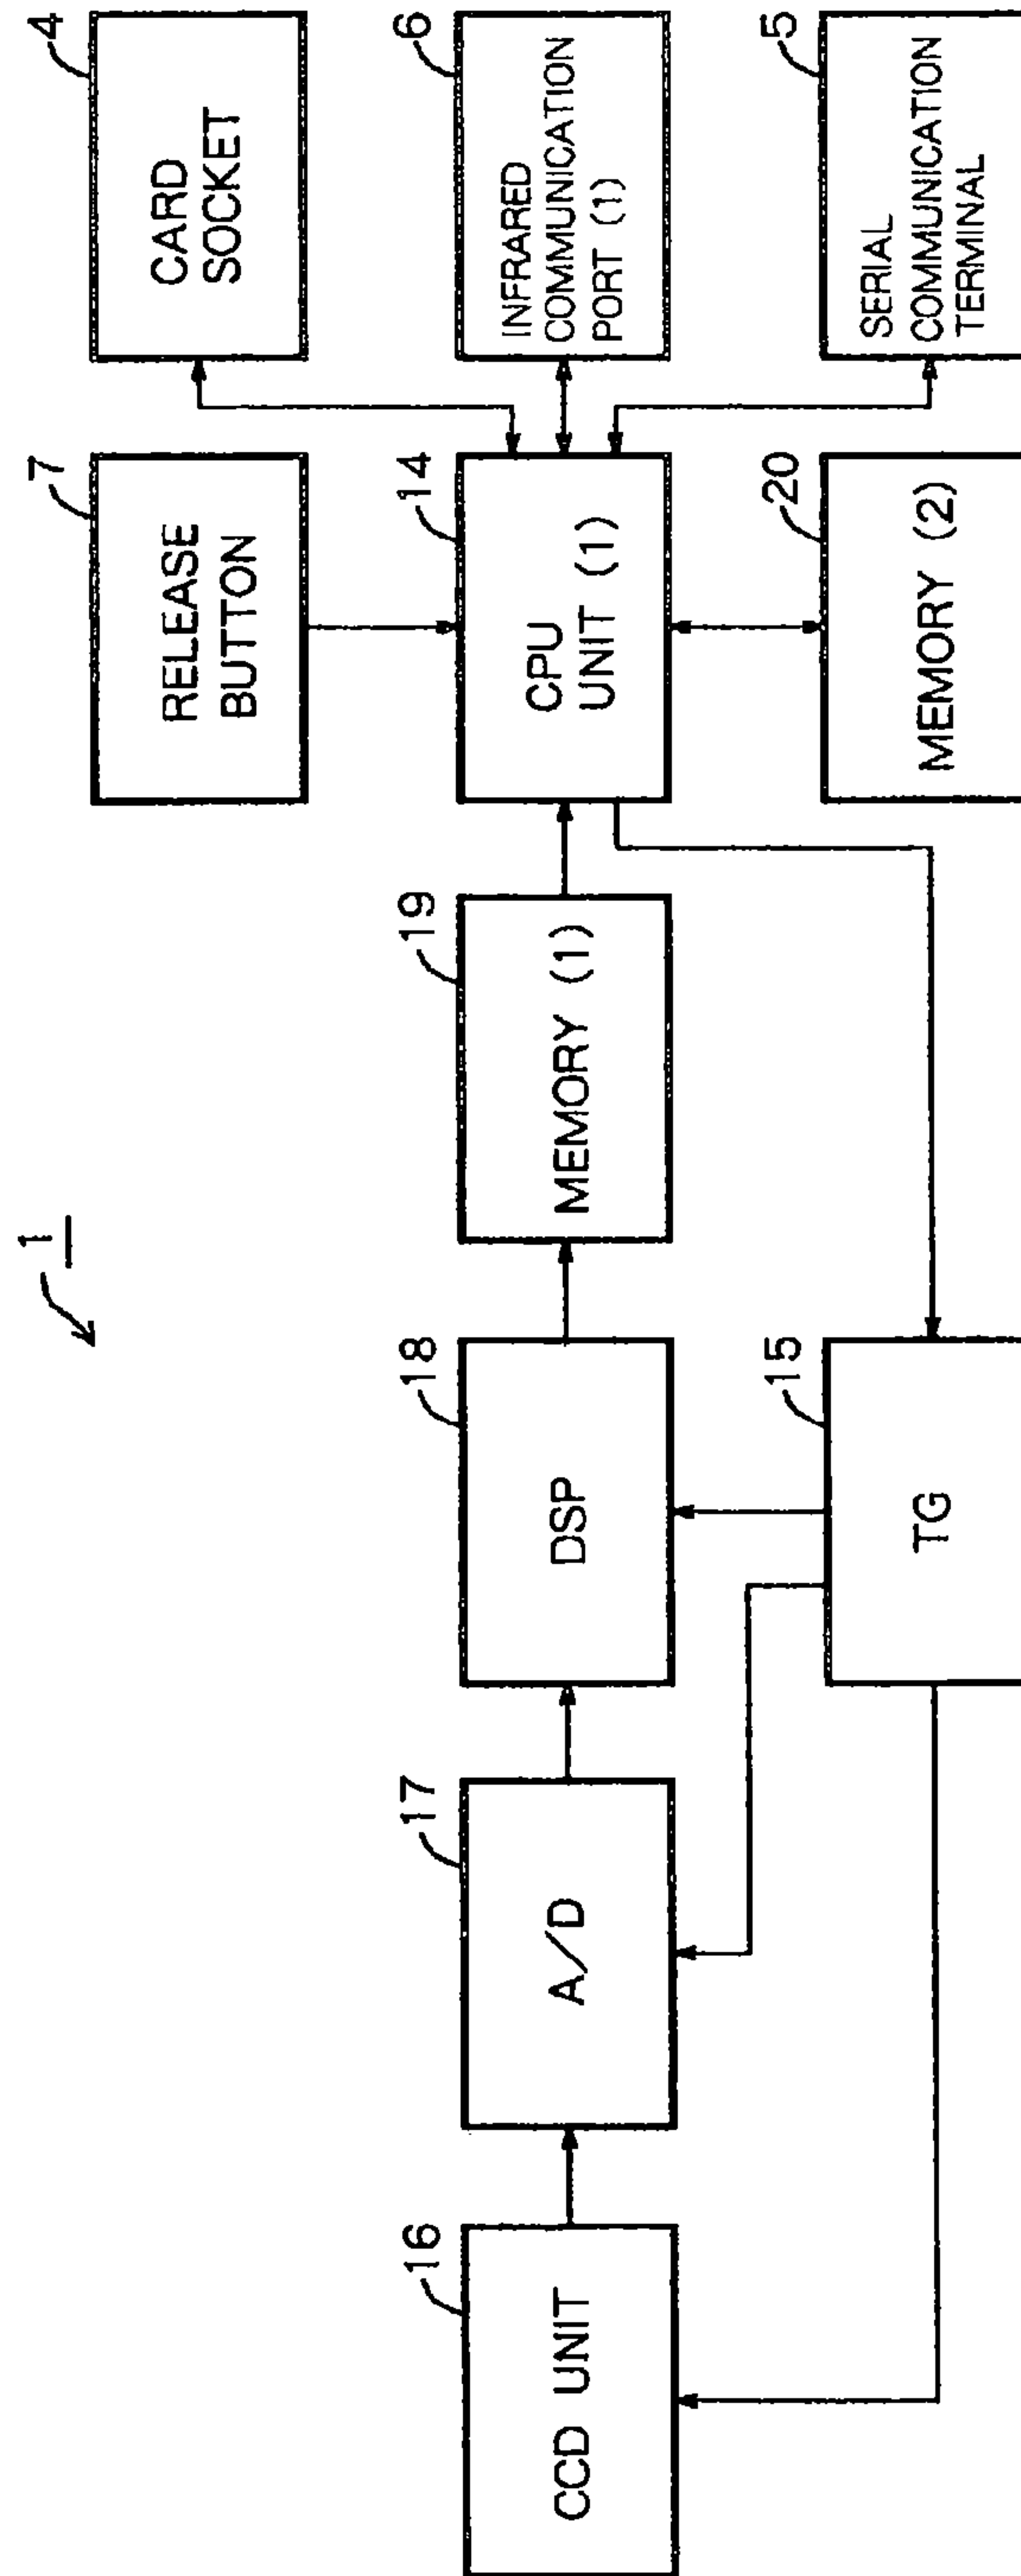 1
7
RELEASE
BUTTON
4
CARD
SOCKET
16
CCD UNIT
17
A/D
18
DSP
19
MEMORY (1)
14
CPU
UNIT (1)
6
INFRARED
COMMUNICATION
PORT (1)
15
TG
20
MEMORY (2)
5
SERIAL
COMMUNICATION
TERMINAL